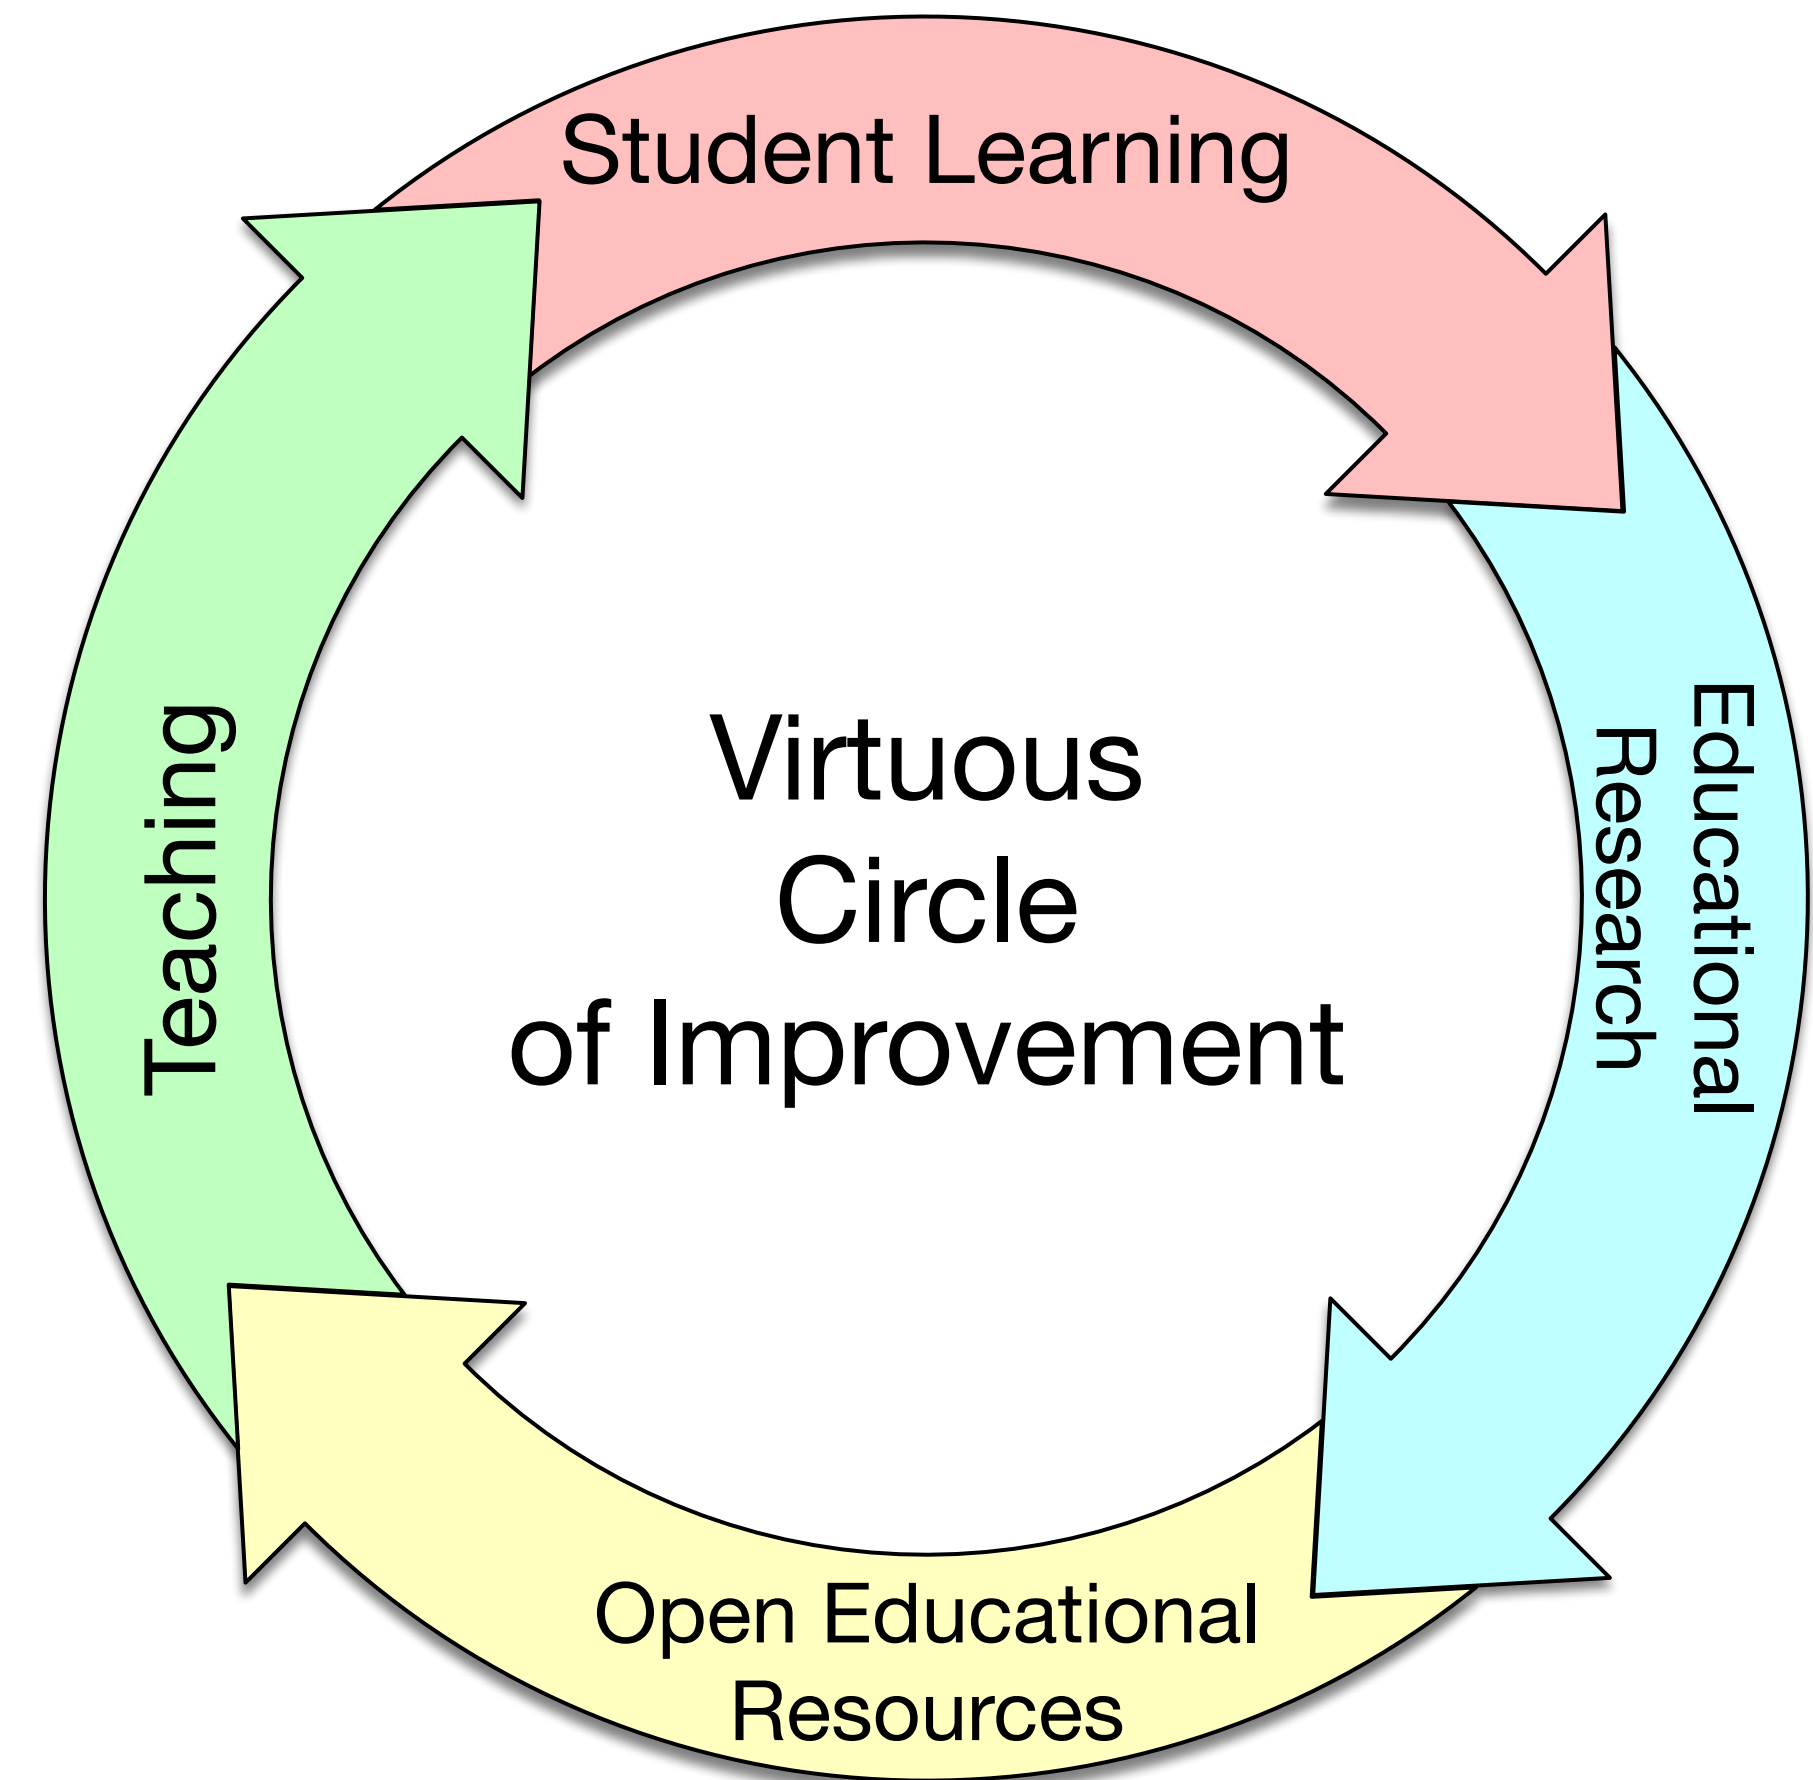 Student Learning
Educational
Research
Open Educational
Resources
Teaching
Virtuous
Circle
of Improvement